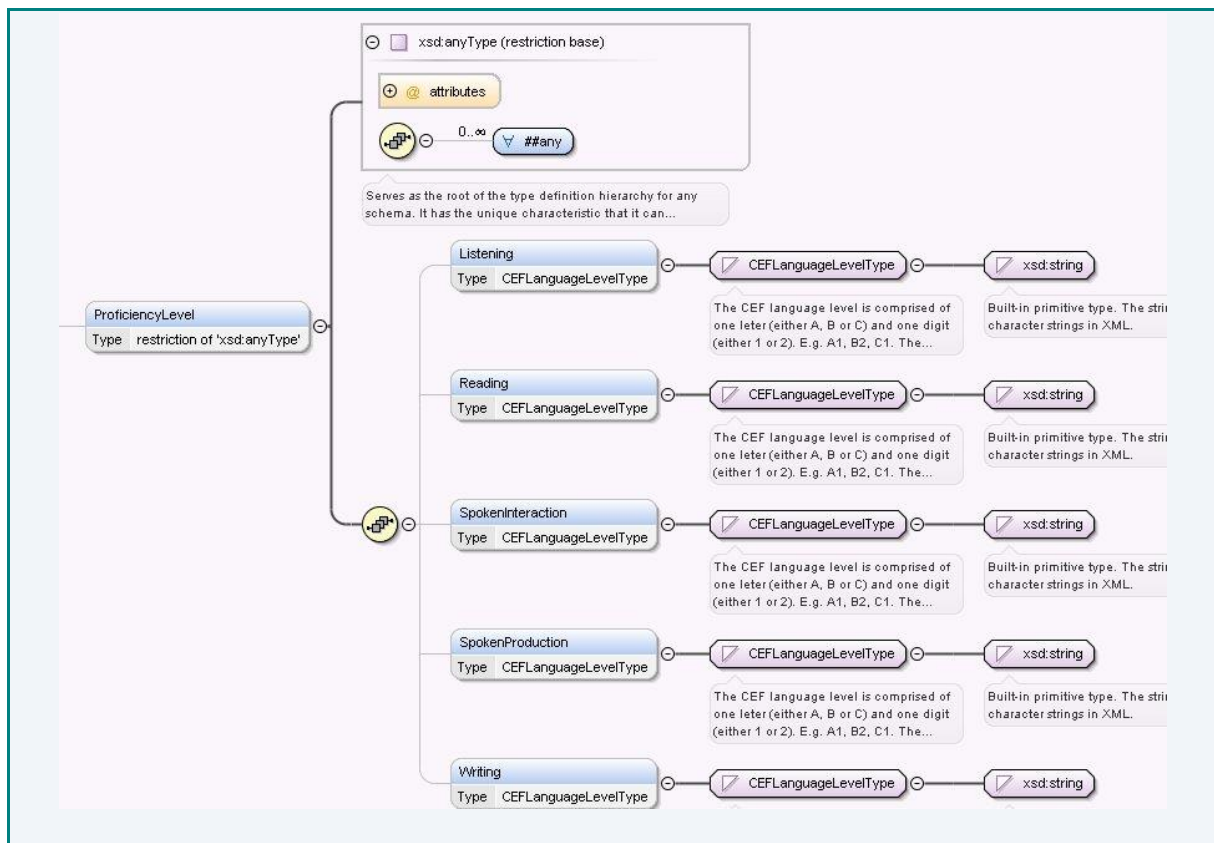 xsd:anyType (restriction base)
@ attributes
0..∞
∀ ##any
Serves as the root of the type definition hierarchy for any
schema. It has the unique characteristic that it can...
ProficiencyLevel
Type restriction of 'xsd:anyType'
Listening
Type CEFLanguageLevelType
CEFLanguageLevelType
xsd:string
The CEF language level is comprised of
one leter (either A, B or C) and one digit
(either 1 or 2). E.g. A1, B2, C1. The...
Built-in primitive type. The stri
character strings in XML.
Reading
Type CEFLanguageLevelType
CEFLanguageLevelType
xsd:string
The CEF language level is comprised of
one leter (either A, B or C) and one digit
(either 1 or 2). E.g. A1, B2, C1. The...
Built-in primitive type. The stri
character strings in XML.
SpokenInteraction
Type CEFLanguageLevelType
CEFLanguageLevelType
xsd:string
The CEF language level is comprised of
one leter (either A, B or C) and one digit
(either 1 or 2). E.g. A1, B2, C1. The...
Built-in primitive type. The stri
character strings in XML.
SpokenProduction
Type CEFLanguageLevelType
CEFLanguageLevelType
xsd:string
The CEF language level is comprised of
one leter (either A, B or C) and one digit
(either 1 or 2). E.g. A1, B2, C1. The...
Built-in primitive type. The stri
character strings in XML.
Writing
Type CEFLanguageLevelType
CEFLanguageLevelType
xsd:string